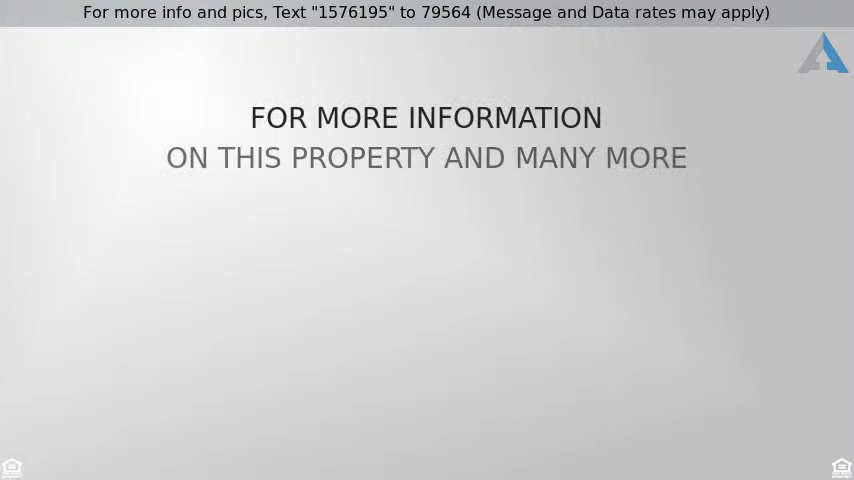 For more info and pics, Text "1576195" to 79564 (Message and Data rates may apply)
FOR MORE INFORMATION
ON THIS PROPERTY AND MANY MORE